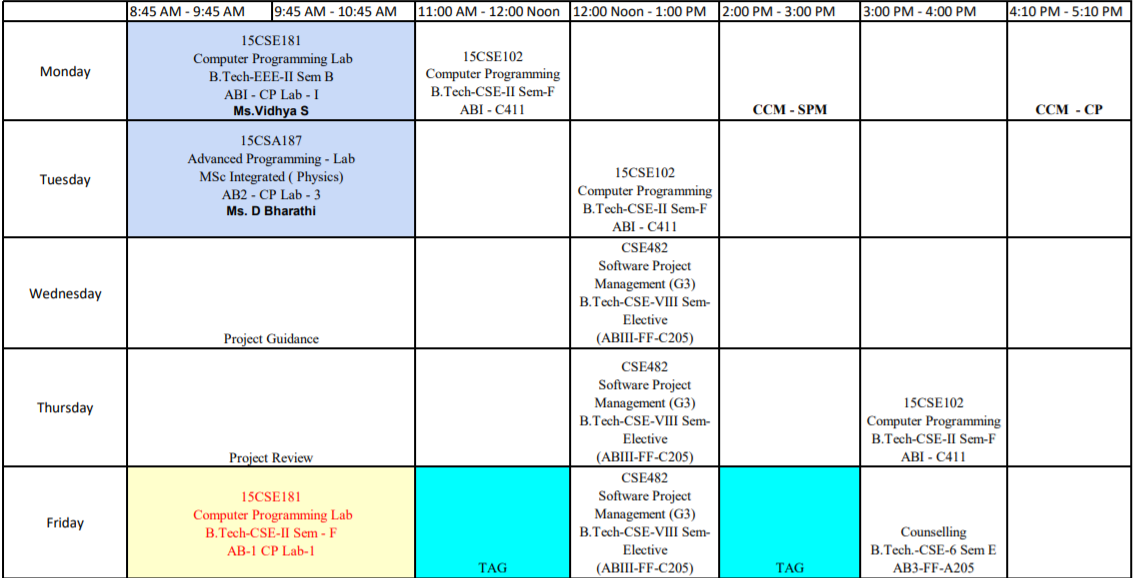 8:45 AM - 9:45 AM 9:45 AM - 10:45 AM 11:00 AM - 12:00 Noon 12:00 Noon - 1:00 PM 2:00 PM - 3:00 PM 3:00 PM - 4:00 PM 4:10 PM - 5:10 PM
Monday
15CSE181
Computer Programming Lab
B.Tech-EEE-II Sem B
ABI - CP Lab - I
Ms.Vidhya S
15CSE102
Computer Programming
B.Tech-CSE-II Sem-F
ABI - C411
CCM - SPM
CCM - CP
Tuesday
15CSA187
Advanced Programming - Lab
MSc Integrated ( Physics)
AB2 - CP Lab - 3
Ms. D Bharathi
15CSE102
Computer Programming
B.Tech-CSE-II Sem-F
ABI - C411
Wednesday
Project Guidance
CSE482
Software Project
Management (G3)
B.Tech-CSE-VIII Sem-
Elective
(ABIII-FF-C205)
Thursday
Project Review
CSE482
Software Project
Management (G3)
B.Tech-CSE-VIII Sem-
Elective
(ABIII-FF-C205)
15CSE102
Computer Programming
B.Tech-CSE-II Sem-F
ABI - C411
Friday
15CSE181
Computer Programming Lab
B.Tech-CSE-II Sem - F
AB-1 CP Lab-1
TAG
CSE482
Software Project
Management (G3)
B.Tech-CSE-VIII Sem-
Elective
(ABIII-FF-C205)
TAG
Counselling
B.Tech.-CSE-6 Sem E
AB3-FF-A205